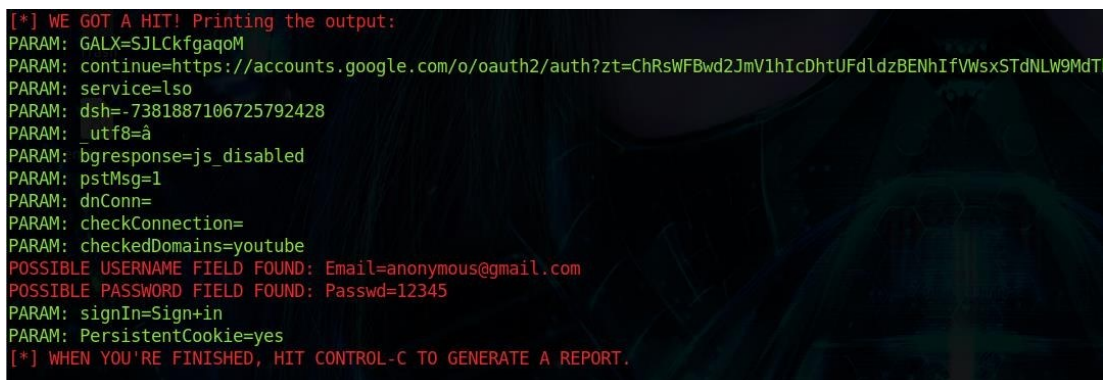 [*] WE GOT A HIT! Printing the output:
PARAM: GALX=SJLCkfgaqoM
PARAM: continue=https://accounts.google.com/o/oauth2/auth?zt=ChRsWFBwd2JmV1hIcDhtUFdldzBENhIfVWsxSTdNLW9MdT
PARAM: service=lso
PARAM: dsh=-7381887106725792428
PARAM: _utf8=â
PARAM: bgresponse=js_disabled
PARAM: pstMsg=1
PARAM: dnConn=
PARAM: checkConnection=
PARAM: checkedDomains=youtube
POSSIBLE USERNAME FIELD FOUND: Email=anonymous@gmail.com
POSSIBLE PASSWORD FIELD FOUND: Passwd=12345
PARAM: signIn=Sign+in
PARAM: PersistentCookie=yes
[*] WHEN YOU'RE FINISHED, HIT CONTROL-C TO GENERATE A REPORT.